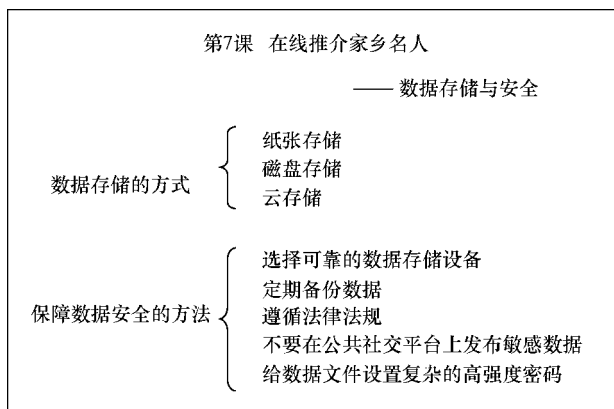 第7课 在线推介家乡名人
—— 数据存储与安全
数据存储的方式
纸张存储
磁盘存储
云存储
保障数据安全的方法
选择可靠的数据存储设备
定期备份数据
遵循法律法规
不要在公共社交平台上发布敏感数据
给数据文件设置复杂的高强度密码